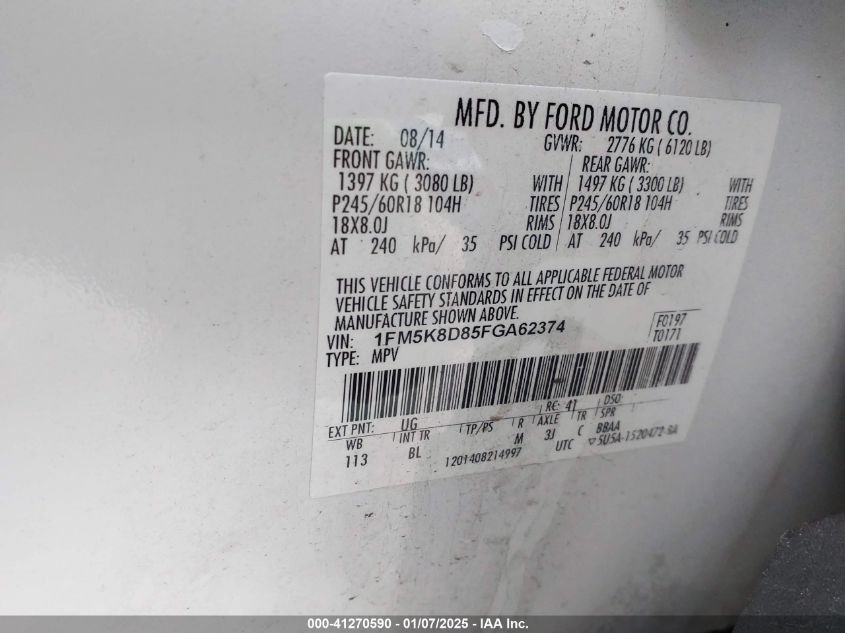 MFD. BY FORD MOTOR CO.
DATE: 08/14 GVWR: 2776 KG ( 6120 LB)
FRONT GAWR: REAR GAWR:
1397 KG ( 3080 LB) WITH 1497 KG ( 3300 LB) WITH
P245/60R18 104H TIRES P245/60R18 104H TIRES
18X8.0J RIMS 18X8.0J RIMS
AT 240 kPa/ 35 PSI COLD AT 240 kPa/ 35 PSI COLD
THIS VEHICLE CONFORMS TO ALL APPLICABLE FEDERAL MOTOR
VEHICLE SAFETY STANDARDS IN EFFECT ON THE DATE OF
MANUFACTURE SHOWN ABOVE.
VIN: 1FM5K8D85FGA62374 F0197
TYPE: MPV T0171
EXT PNT: UG RC: 41 DSO:
WB INT TR TP/PS R AXLE TR SPR
113 BL M 3J C BBAA
1201408214997 UTC 5U5A-1520472-BA
000-41270590 - 01/07/2025 - IAA Inc.